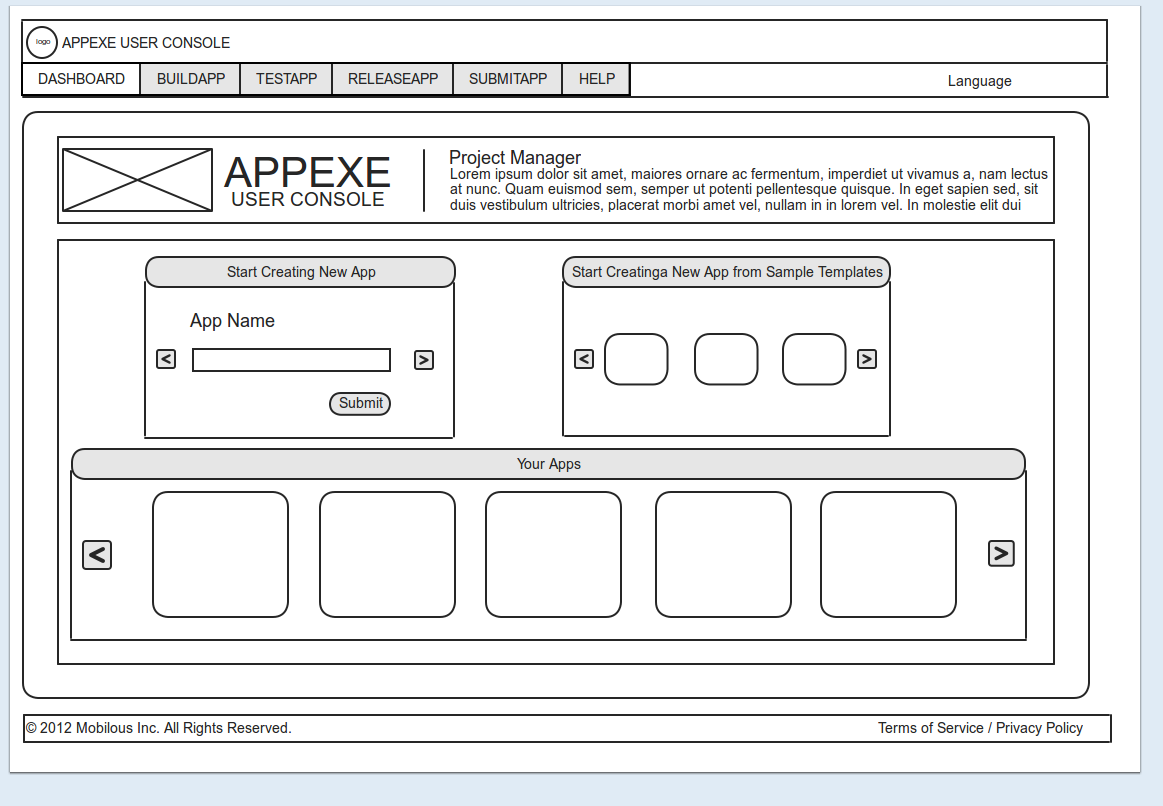 logo APPEXE USER CONSOLE
DASHBOARD BUILDAPP TESTAPP RELEASEAPP SUBMITAPP HELP Language
APPEXE
USER CONSOLE
Project Manager
Lorem ipsum dolor sit amet, maiores ornare ac fermentum, imperdiet ut vivamus a, nam lectus
at nunc. Quam euismod sem, semper ut potenti pellentesque quisque. In eget sapien sed, sit
duis vestibulum ultricies, placerat morbi amet vel, nullam in in lorem vel. In molestie elit dui
Start Creating New App
App Name
< >
Submit
Start Creatinga New App from Sample Templates
< >
Your Apps
< >
© 2012 Mobilous Inc. All Rights Reserved. Terms of Service / Privacy Policy